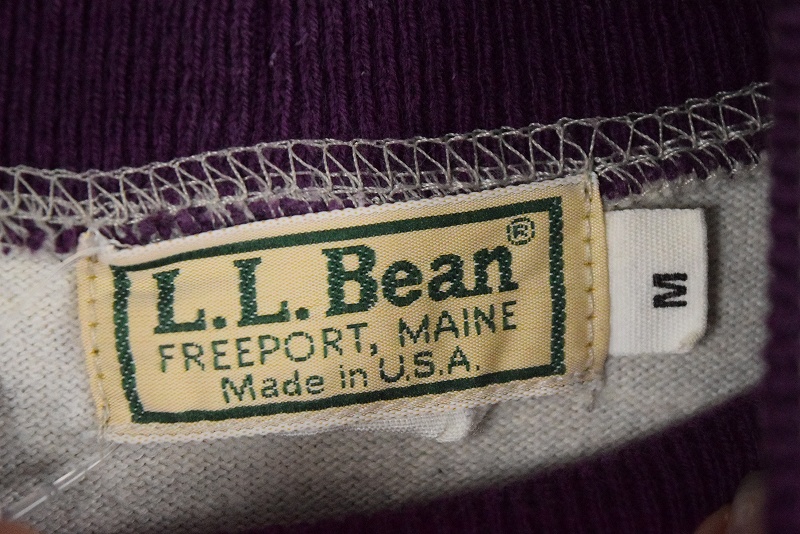 L.L.Bean®
FREEPORT, MAINE
Made in U.S.A.
M